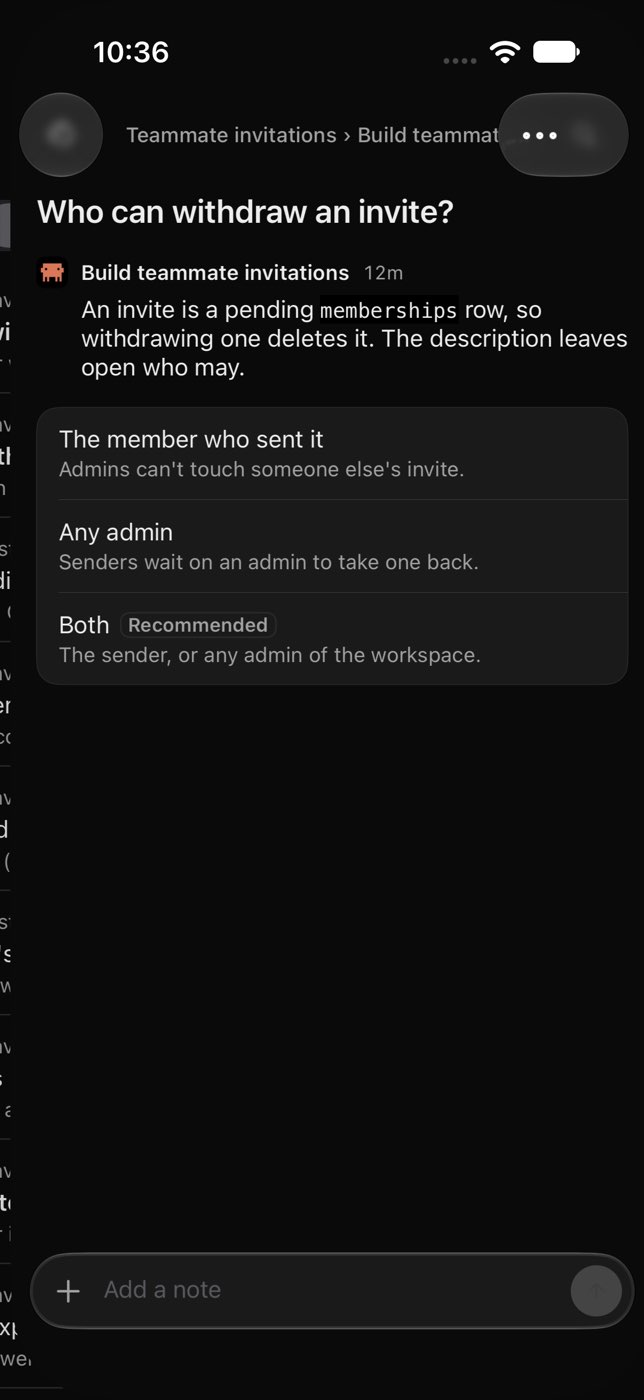 10:36
Teammate invitations › Build teammat
Who can withdraw an invite?
Build teammate invitations 12m
An invite is a pending memberships row, so
withdrawing one deletes it. The description leaves
open who may.
The member who sent it
Admins can't touch someone else's invite.
Any admin
Senders wait on an admin to take one back.
Both Recommended
The sender, or any admin of the workspace.
Add a note